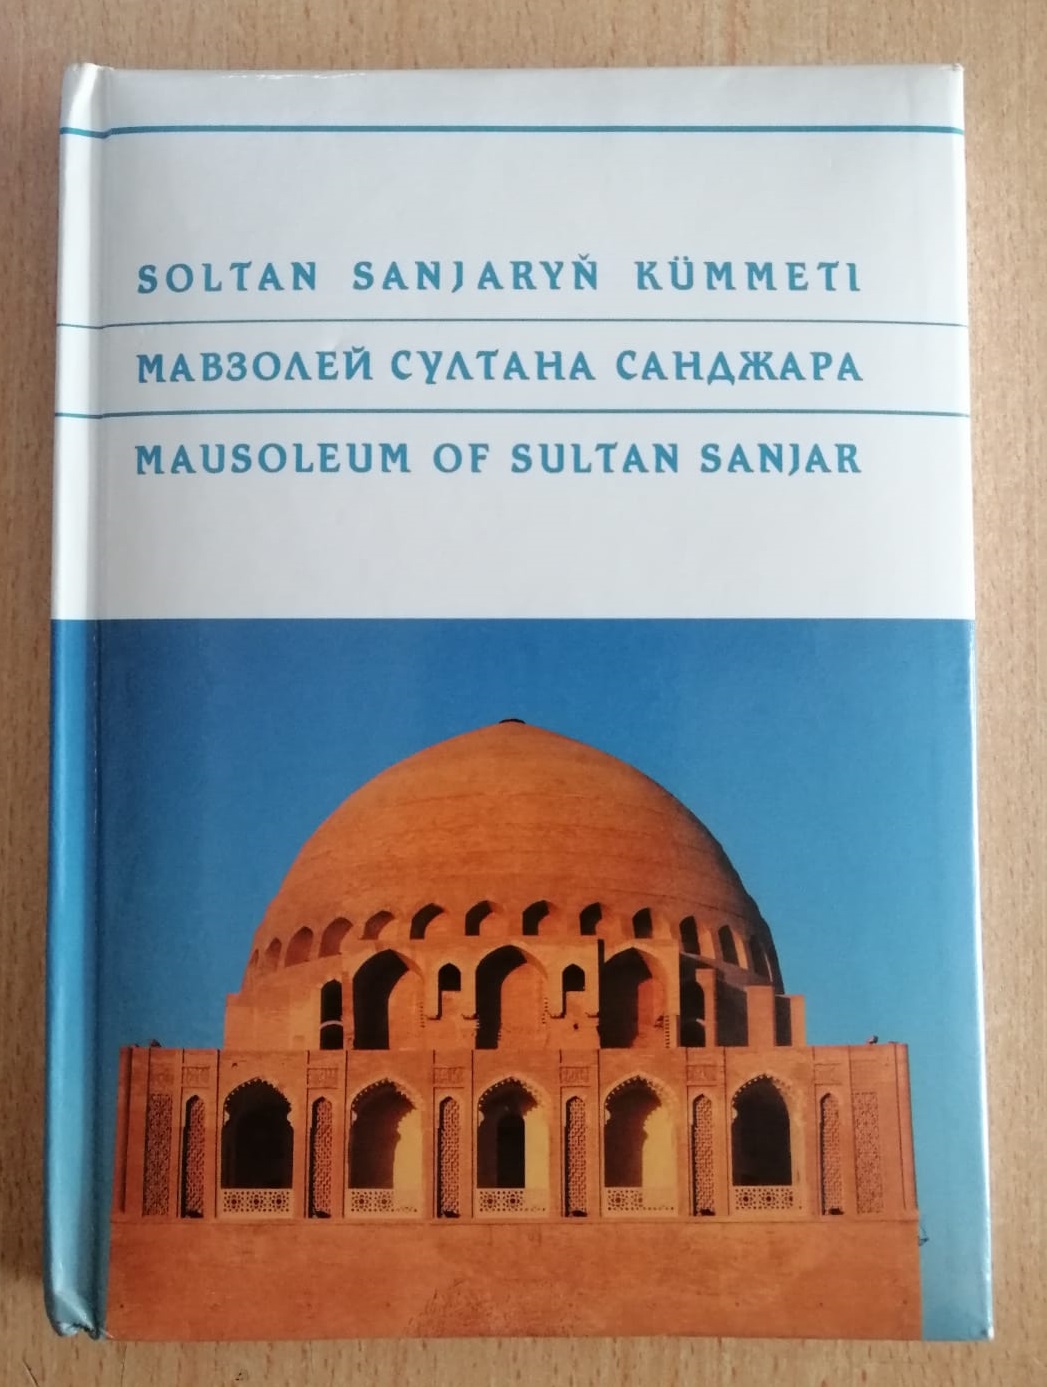 SOLTAN SANJARYŇ KÜMMETI
МАВЗОЛЕЙ СУЛТАНА САНДЖАРА
MAUSOLEUM OF SULTAN SANJAR